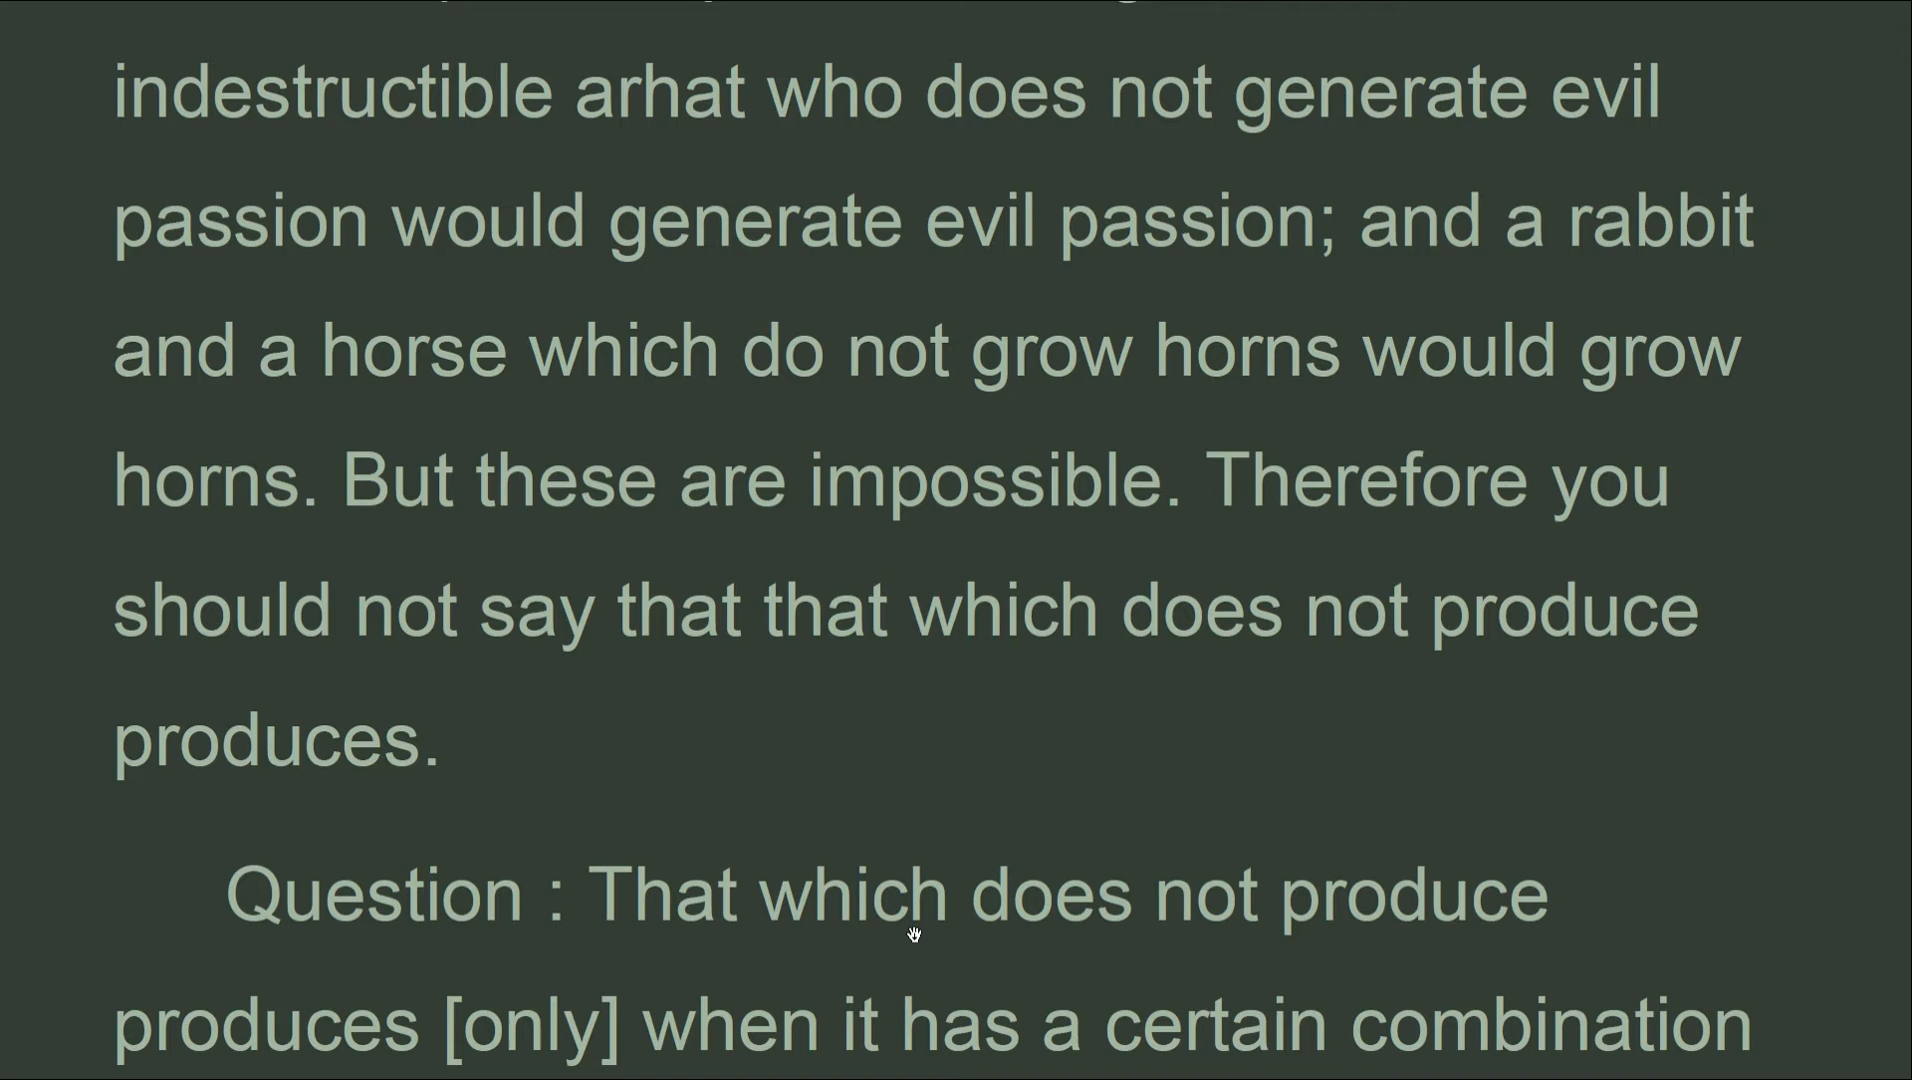 indestructible arhat who does not generate evil
passion would generate evil passion; and a rabbit
and a horse which do not grow horns would grow
horns. But these are impossible. Therefore you
should not say that that which does not produce
produces.
Question : That which does not produce
produces [only] when it has a certain combination